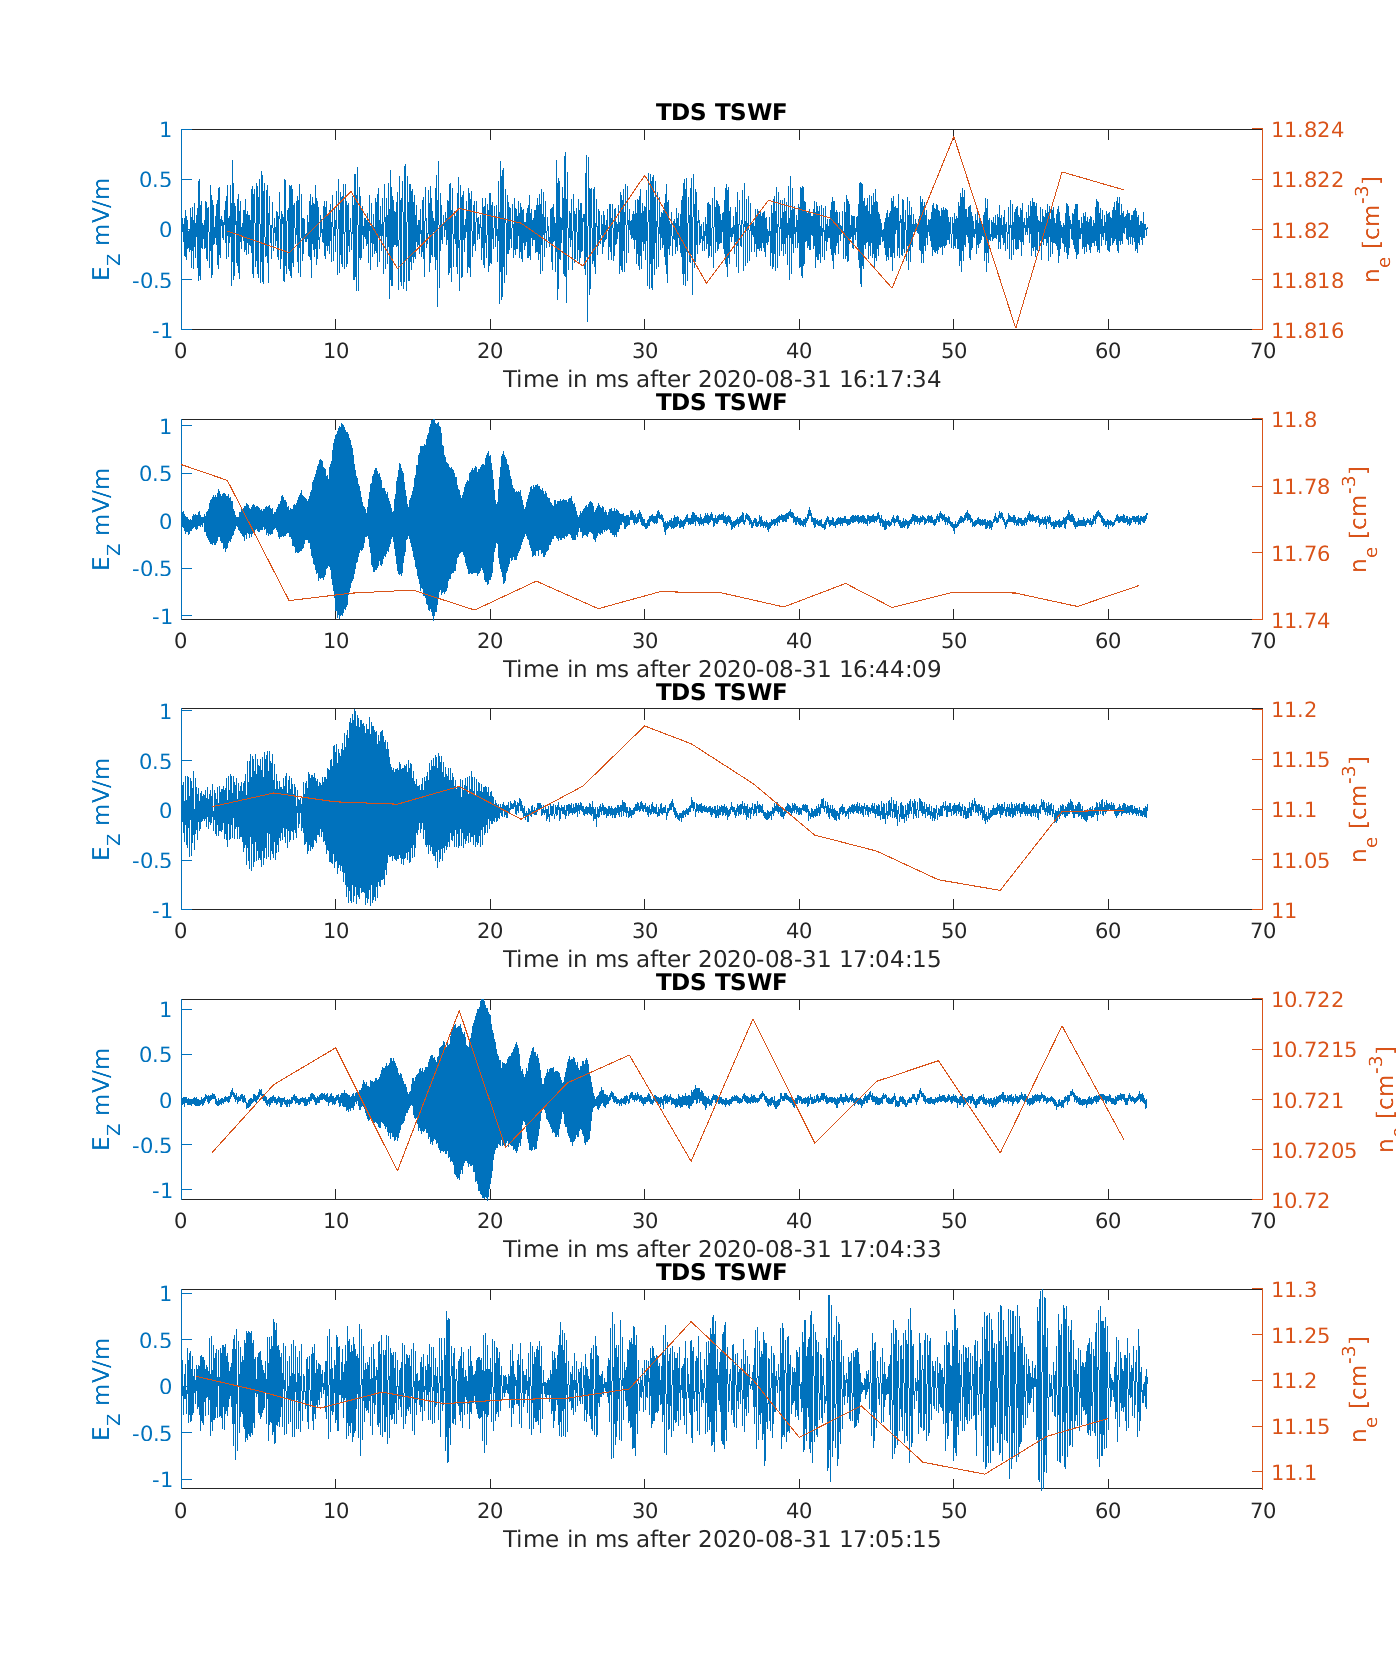 TDS TSWF
1
0.5
0
-0.5
-1
E_Z mV/m
11.824
11.822
11.82
11.818
11.816
n_e [cm^-3]
0 10 20 30 40 50 60 70
Time in ms after 2020-08-31 16:17:34
TDS TSWF
1
0.5
0
-0.5
-1
E_Z mV/m
11.8
11.78
11.76
11.74
n_e [cm^-3]
0 10 20 30 40 50 60 70
Time in ms after 2020-08-31 16:44:09
TDS TSWF
1
0.5
0
-0.5
-1
E_Z mV/m
11.2
11.15
11.1
11.05
11
n_e [cm^-3]
0 10 20 30 40 50 60 70
Time in ms after 2020-08-31 17:04:15
TDS TSWF
1
0.5
0
-0.5
-1
E_Z mV/m
10.722
10.7215
10.721
10.7205
10.72
n_e [cm^-3]
0 10 20 30 40 50 60 70
Time in ms after 2020-08-31 17:04:33
TDS TSWF
1
0.5
0
-0.5
-1
E_Z mV/m
11.3
11.25
11.2
11.15
11.1
n_e [cm^-3]
0 10 20 30 40 50 60 70
Time in ms after 2020-08-31 17:05:15